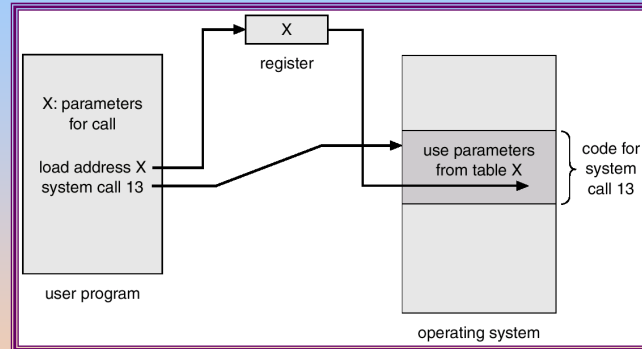 X
register
X: parameters
for call
load address X
system call 13
user program
use parameters
from table X
code for
system
call 13
operating system